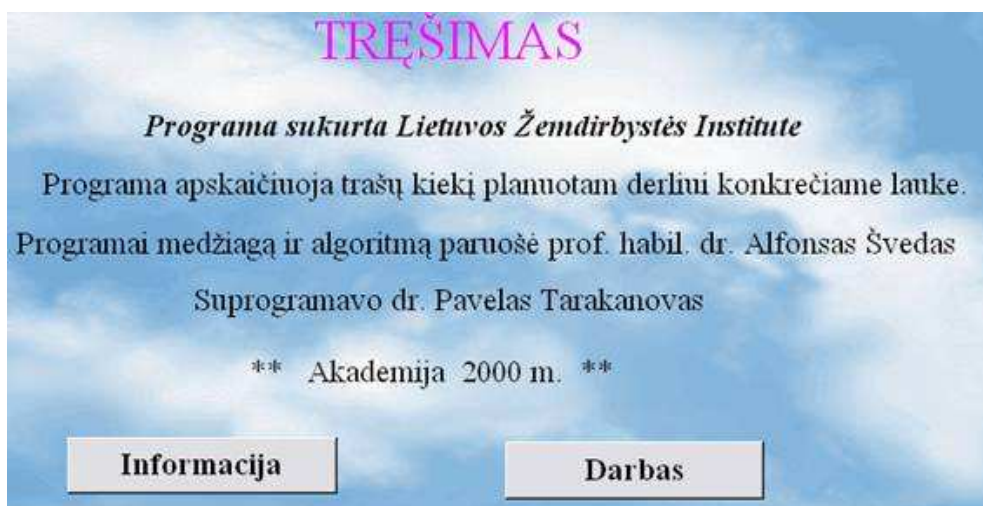 TRĘŠIMAS
Programa sukurta Lietuvos Žemdirbystės Institute
Programa apskaičiuoja trašų kiekį planuotam derliui konkrečiame lauke.
Programai medžiagą ir algoritmą paruošė prof. habil. dr. Alfonsas Švedas
Suprogramavo dr. Pavelas Tarakanovas
** Akademija 2000 m. **
Informacija Darbas